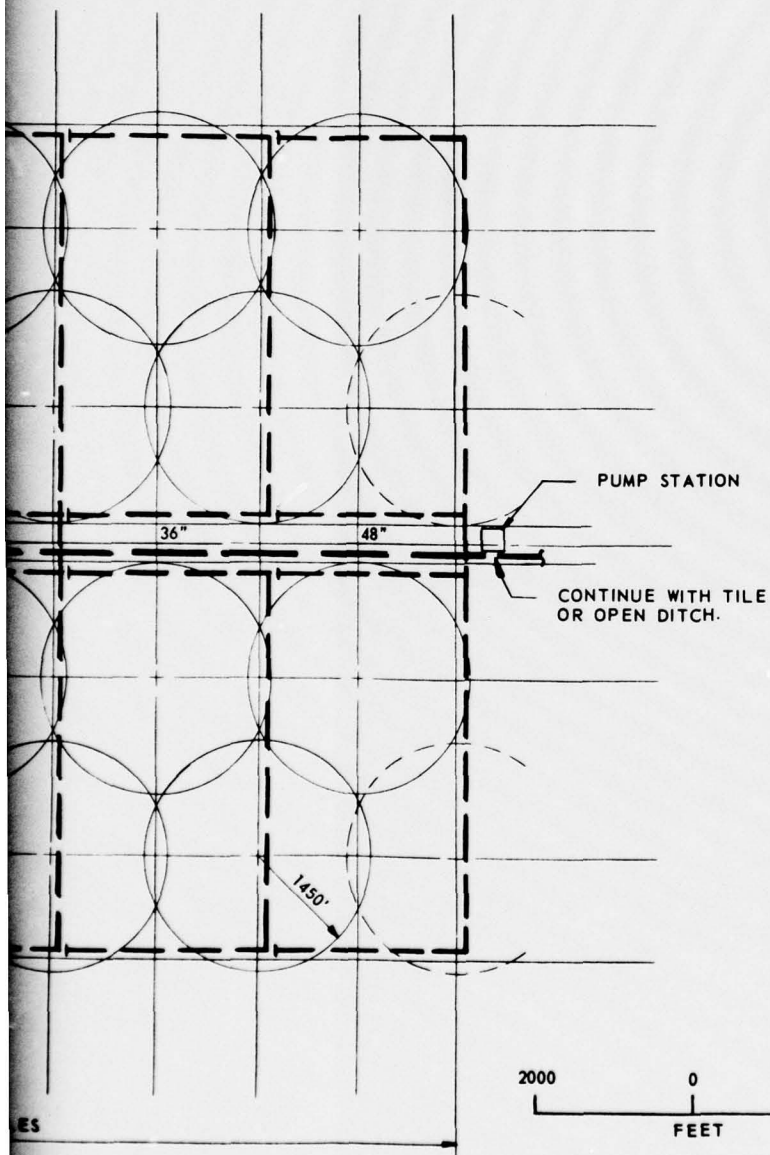 PUMP STATION
36"
48"
CONTINUE WITH TILE
OR OPEN DITCH.
1450'
2000 0
FEET
ES